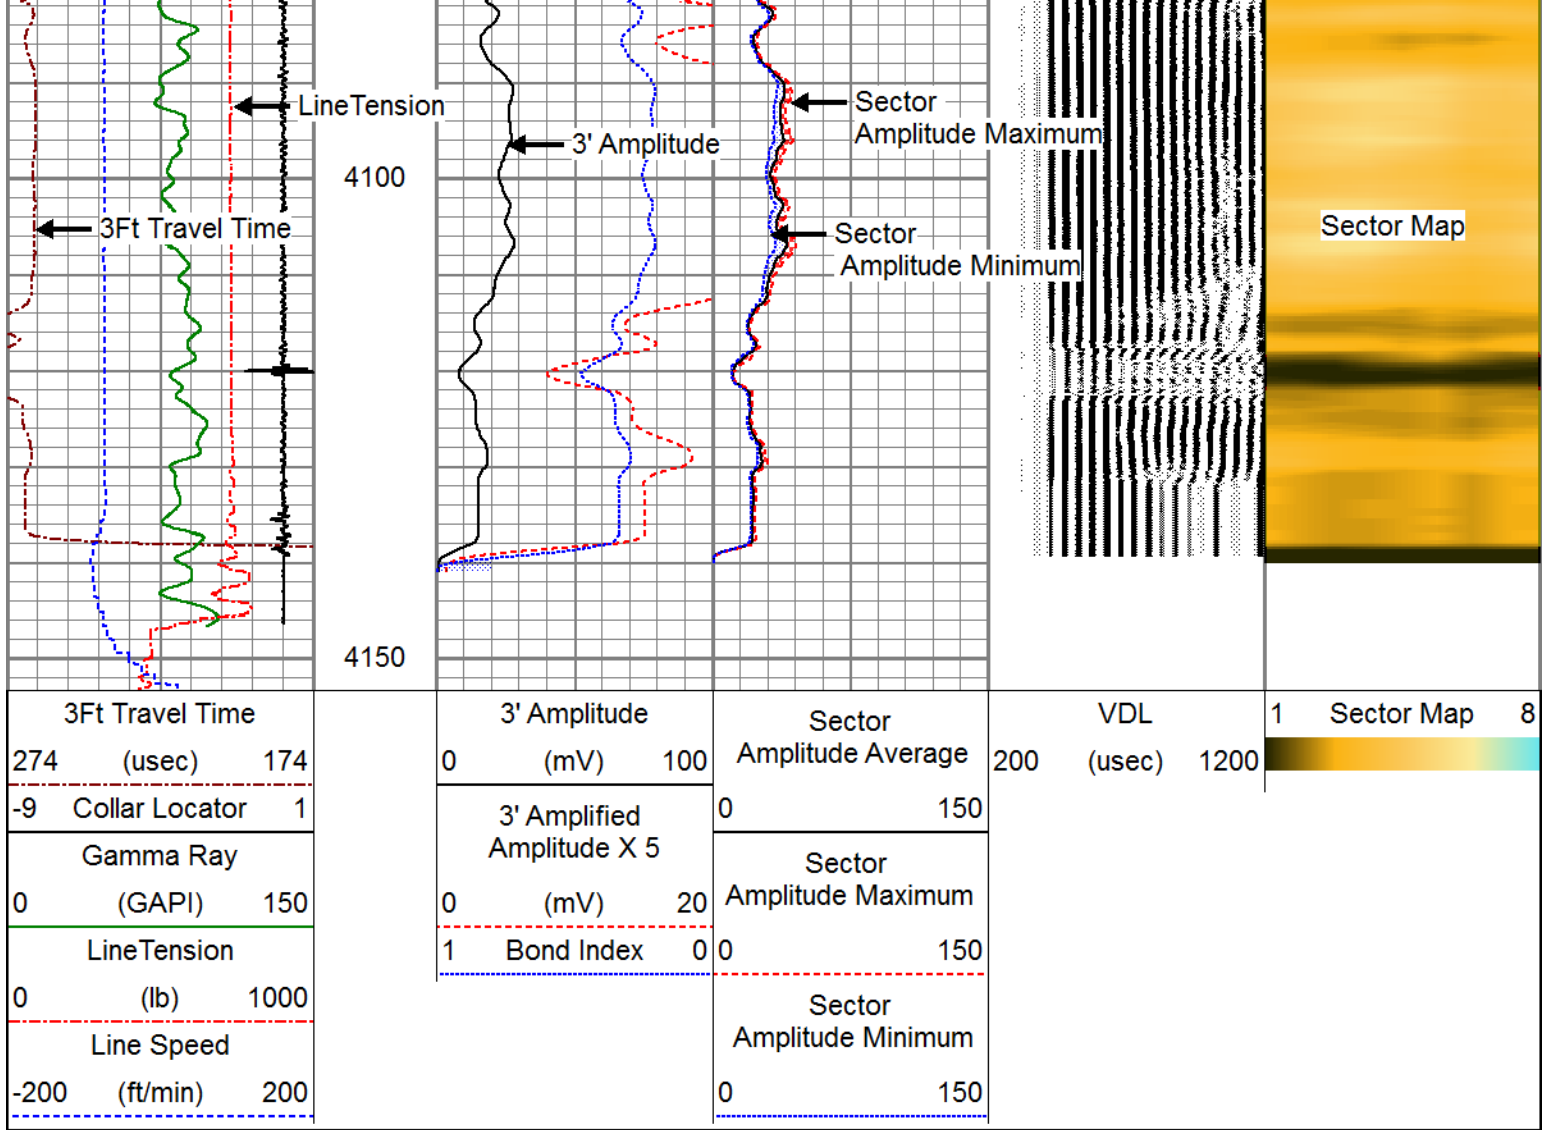 LineTension
Sector
Amplitude Maximum
3' Amplitude
4100
3Ft Travel Time
Sector
Amplitude Minimum
Sector Map
4150
3Ft Travel Time
274 (usec) 174
-9 Collar Locator 1
Gamma Ray
0 (GAPI) 150
LineTension
0 (lb) 1000
Line Speed
-200 (ft/min) 200
3' Amplitude
0 (mV) 100
3' Amplified
Amplitude X 5
0 (mV) 20
1 Bond Index 0
Sector
Amplitude Average
0 150
Sector
Amplitude Maximum
0 150
Sector
Amplitude Minimum
0 150
VDL
200 (usec) 1200
1 Sector Map 8